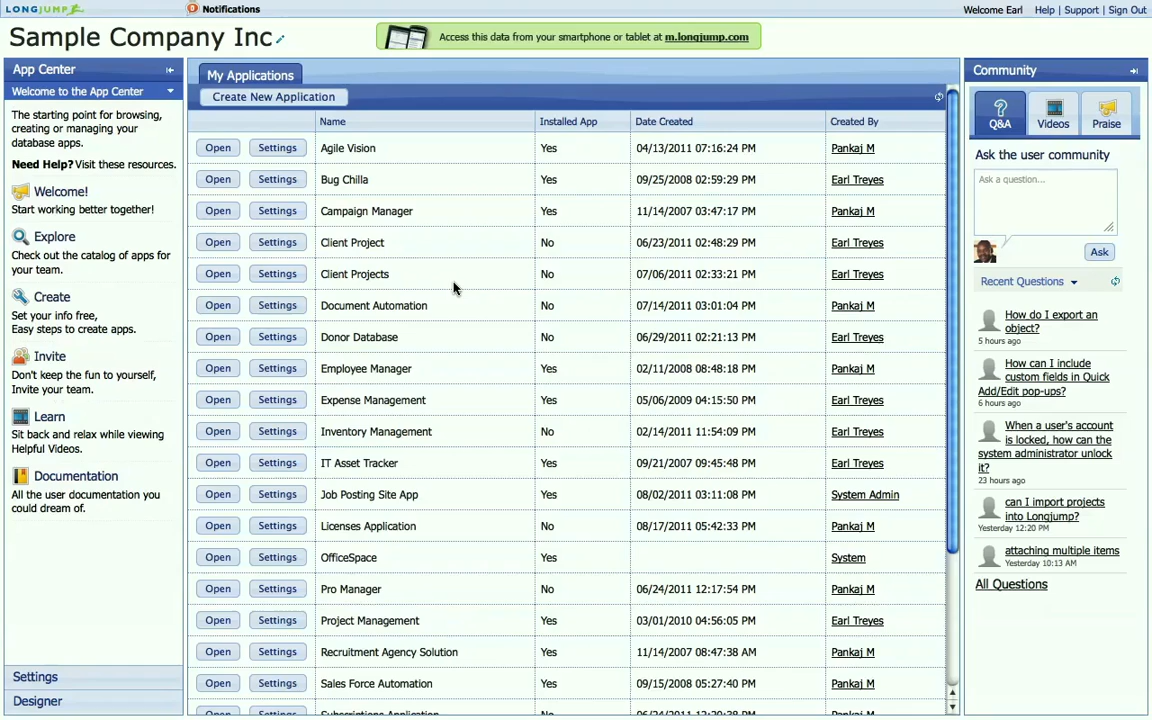 LONGJUMP
Notifications
Welcome Earl Help | Support | Sign Out
Sample Company Inc
Access this data from your smartphone or tablet at m.longjump.com
App Center
Welcome to the App Center
The starting point for browsing,
creating or managing your
database apps.
Need Help? Visit these resources.
Welcome!
Start working better together!
Explore
Check out the catalog of apps for
your team.
Create
Set your info free,
Easy steps to create apps.
Invite
Don't keep the fun to yourself,
Invite your team.
Learn
Sit back and relax while viewing
Helpful Videos.
Documentation
All the user documentation you
could dream of.
Settings
Designer
My Applications
Create New Application
Name Installed App Date Created Created By
Open Settings Agile Vision Yes 04/13/2011 07:16:24 PM Pankaj M
Open Settings Bug Chilla Yes 09/25/2008 02:59:29 PM Earl Treyes
Open Settings Campaign Manager Yes 11/14/2007 03:47:17 PM Pankaj M
Open Settings Client Project No 06/23/2011 02:48:29 PM Earl Treyes
Open Settings Client Projects No 07/06/2011 02:33:21 PM Earl Treyes
Open Settings Document Automation No 07/14/2011 03:01:04 PM Pankaj M
Open Settings Donor Database No 06/29/2011 02:21:13 PM Earl Treyes
Open Settings Employee Manager Yes 02/11/2008 08:48:18 PM Pankaj M
Open Settings Expense Management Yes 05/06/2009 04:15:50 PM Earl Treyes
Open Settings Inventory Management No 02/14/2011 11:54:09 PM Earl Treyes
Open Settings IT Asset Tracker Yes 09/21/2007 09:45:48 PM Earl Treyes
Open Settings Job Posting Site App Yes 08/02/2011 03:11:08 PM System Admin
Open Settings Licenses Application No 08/17/2011 05:42:33 PM Pankaj M
Open Settings OfficeSpace Yes System
Open Settings Pro Manager No 06/24/2011 12:17:54 PM Pankaj M
Open Settings Project Management Yes 03/01/2010 04:56:05 PM Earl Treyes
Open Settings Recruitment Agency Solution Yes 11/14/2007 08:47:38 AM Pankaj M
Open Settings Sales Force Automation Yes 09/15/2008 05:27:40 PM Pankaj M
Open Settings Subscriptions Application
Community
Q&A Videos Praise
Ask the user community
Ask a question...
Ask
Recent Questions
How do I export an
object?
5 hours ago
How can I include
custom fields in Quick
Add/Edit pop-ups?
6 hours ago
When a user's account
is locked, how can the
system administrator unlock
it?
23 hours ago
can I import projects
into Longjump?
Yesterday 12:20 PM
attaching multiple items
Yesterday 10:13 AM
All Questions